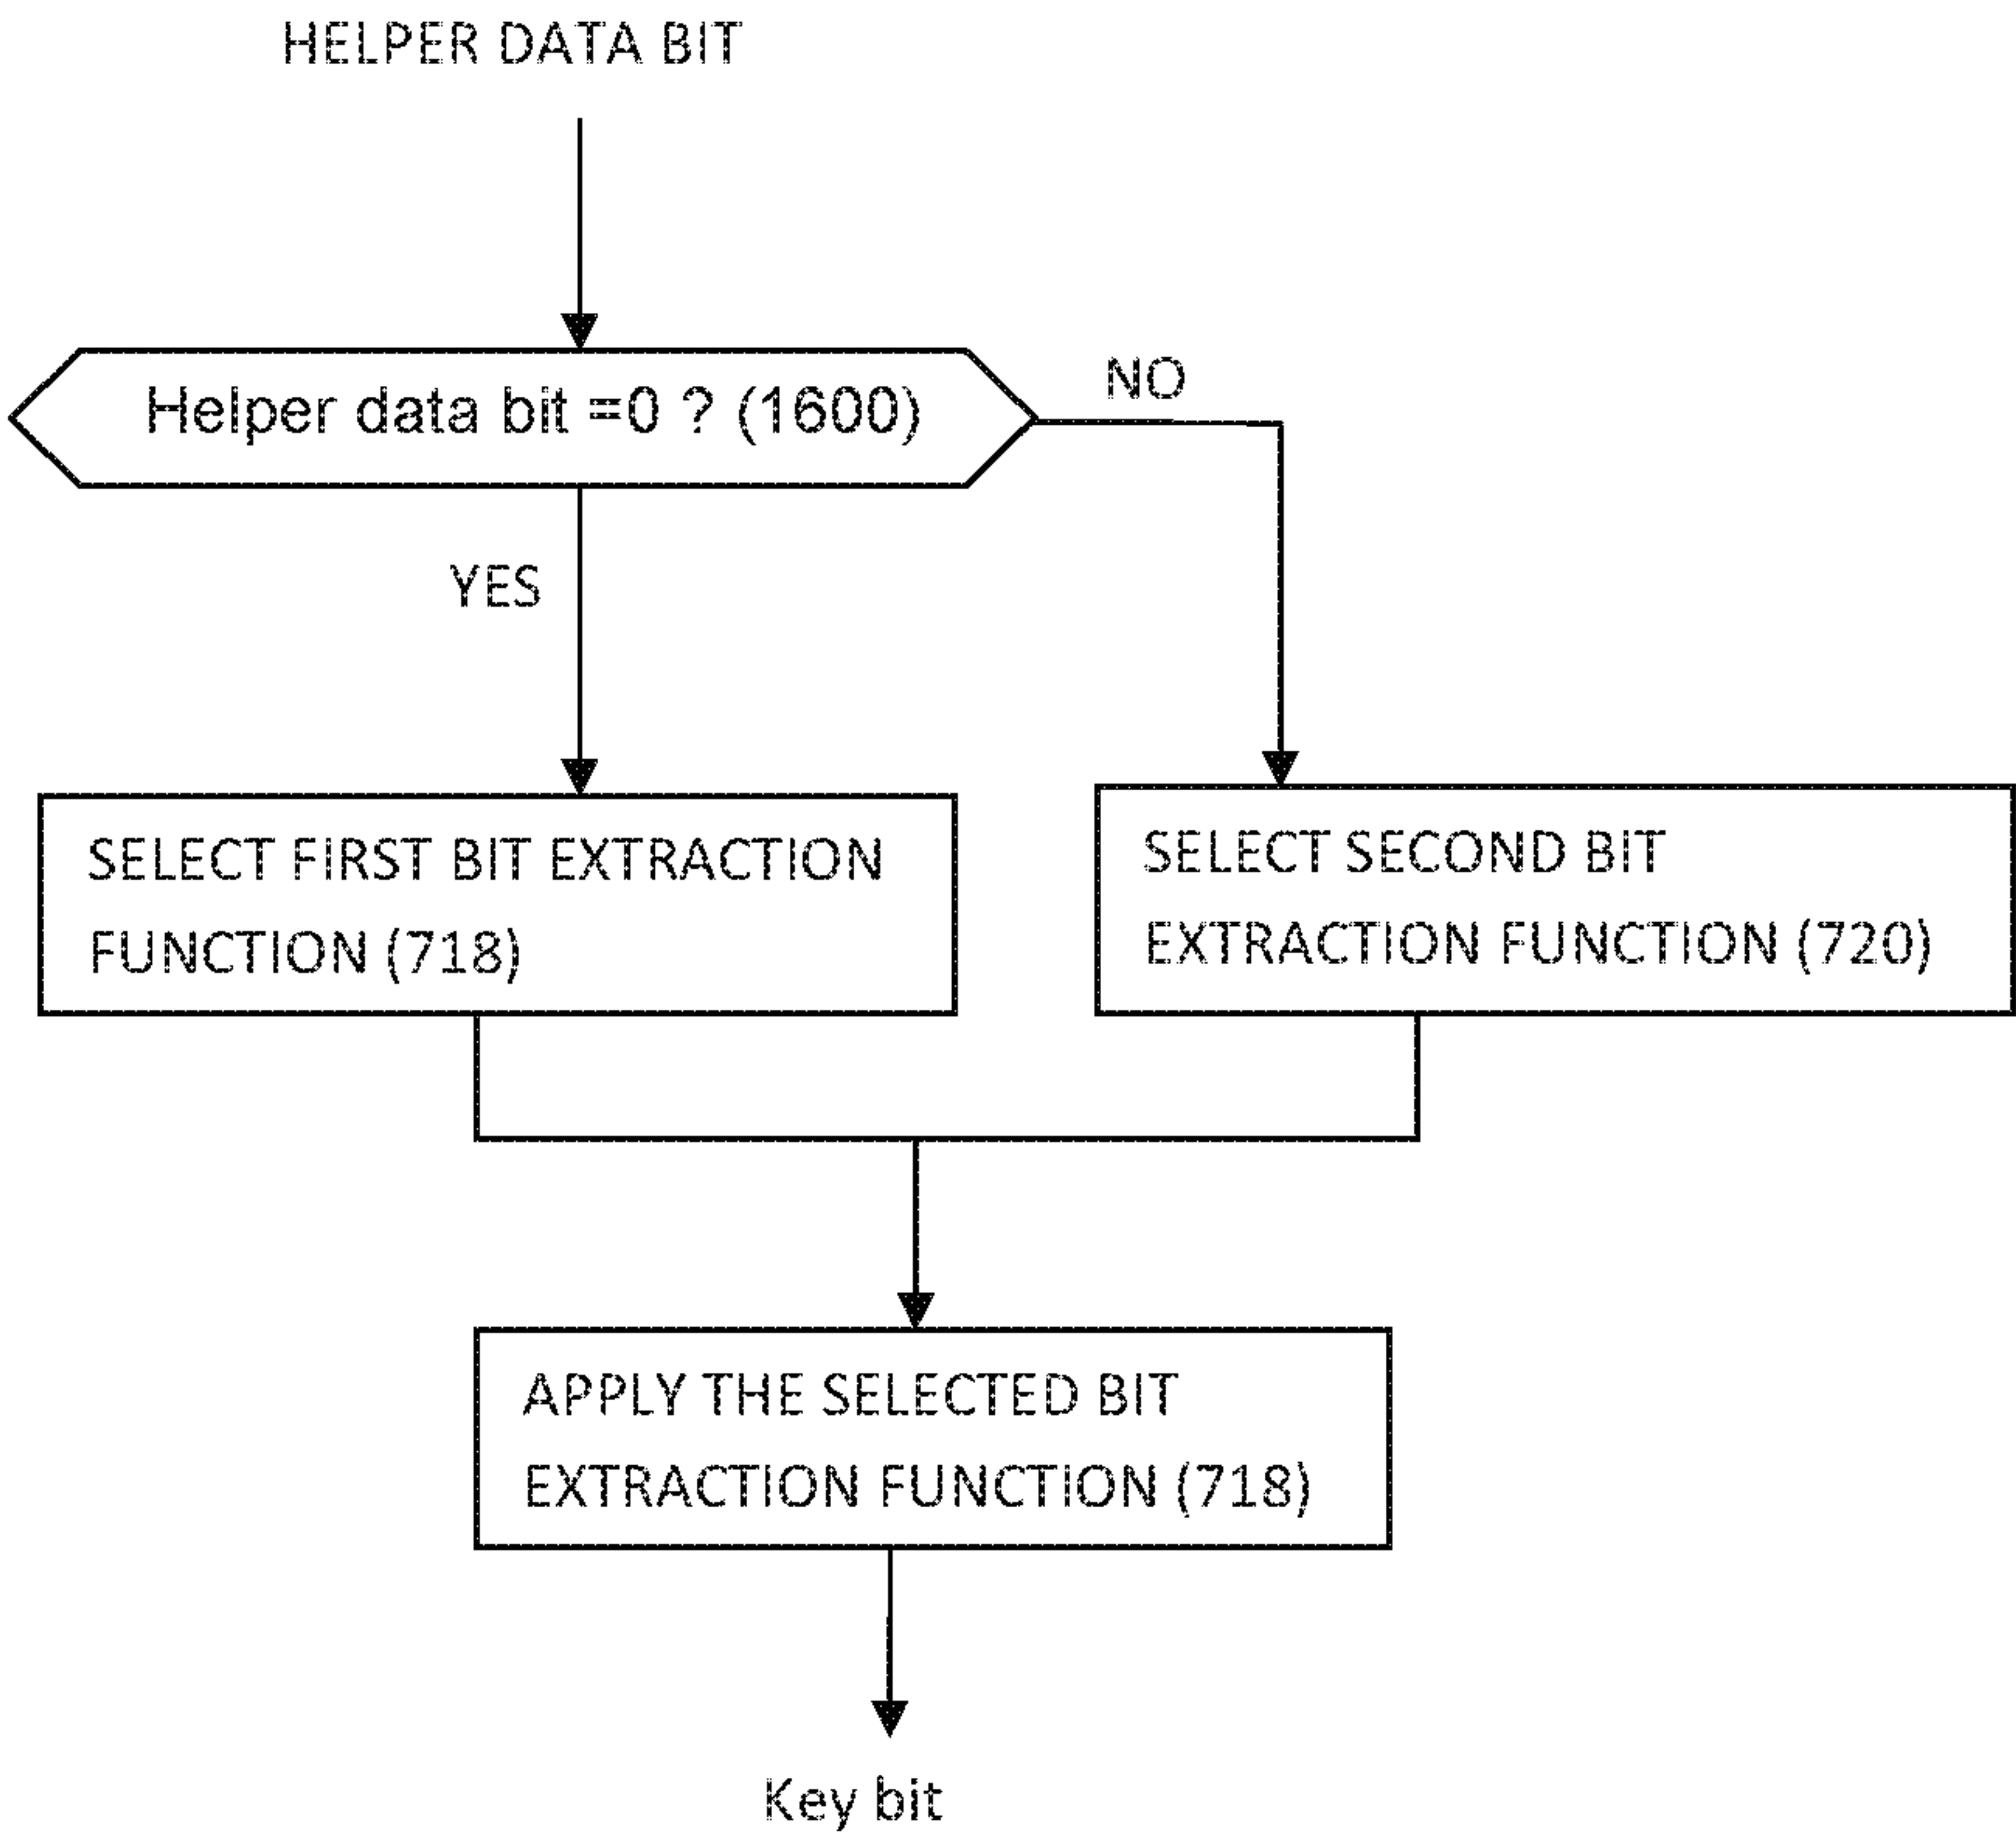 HELPER DATA BIT
Helper data bit =0 ? (1600)
NO
YES
SELECT FIRST BIT EXTRACTION
FUNCTION (718)
SELECT SECOND BIT
EXTRACTION FUNCTION (720)
APPLY THE SELECTED BIT
EXTRACTION FUNCTION (718)
Key bit